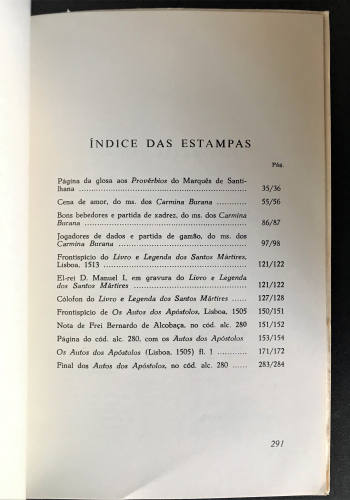 ÍNDICE DAS ESTAMPAS
Pág.
Página da glosa aos Provérbios do Marquês de Santi-
lhana ........................................ 35/36
Cena de amor, do ms. dos Carmina Burana ............ 55/56
Bons bebedores e partida de xadrez, do ms. dos Carmina
Burana ........................................ 86/87
Jogadores de dados e partida de gamão, do ms. dos
Carmina Burana ........................................ 97/98
Frontispício do Livro e Legenda dos Santos Mártires,
Lisboa, 1513 ........................................ 121/122
El-rei D. Manuel I, em gravura do Livro e Legenda
dos Santos Mártires ........................................ 121/122
Cólofon do Livro e Legenda dos Santos Mártires ...... 127/128
Frontispício de Os Autos dos Apóstolos, Lisboa, 1505 150/151
Nota de Frei Bernardo de Alcobaça, no cód. alc. 280 151/152
Página do cód. alc. 280, com os Autos dos Apóstolos 153/154
Os Autos dos Apóstolos (Lisboa, 1505) fl. 1 ............ 171/172
Final dos Autos dos Apóstolos, no cód. alc. 280 ...... 283/284
291